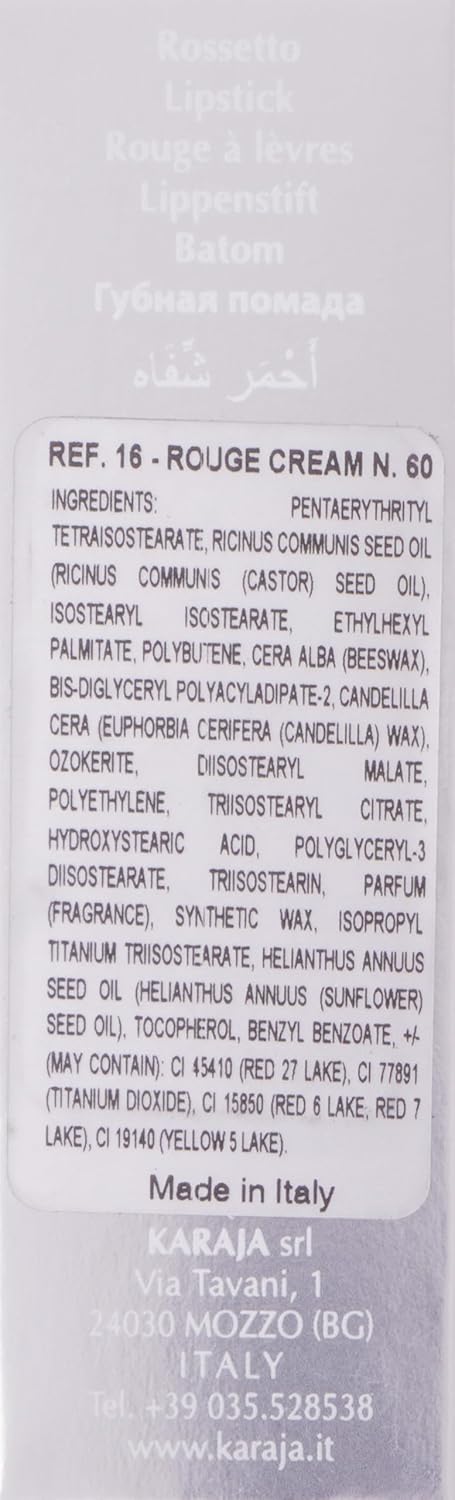 Rossetto
Lipstick
Rouge à lèvres
Lippenstift
Batom
Губная помада
أَحْمَر شِّفَاه
REF. 16 - ROUGE CREAM N. 60
INGREDIENTS: PENTAERYTHRITYL
TETRAISOSTEARATE, RICINUS COMMUNIS SEED OIL
(RICINUS COMMUNIS (CASTOR) SEED OIL),
ISOSTEARYL ISOSTEARATE, ETHYLHEXYL
PALMITATE, POLYBUTENE, CERA ALBA (BEESWAX),
BIS-DIGLYCERYL POLYACYLADIPATE-2, CANDELILLA
CERA (EUPHORBIA CERIFERA (CANDELILLA) WAX),
OZOKERITE, DIISOSTEARYL MALATE,
POLYETHYLENE, TRIISOSTEARYL CITRATE,
HYDROXYSTEARIC ACID, POLYGLYCERYL-3
DIISOSTEARATE, TRIISOSTEARIN, PARFUM
(FRAGRANCE), SYNTHETIC WAX, ISOPROPYL
TITANIUM TRIISOSTEARATE, HELIANTHUS ANNUUS
SEED OIL (HELIANTHUS ANNUUS (SUNFLOWER)
SEED OIL), TOCOPHEROL, BENZYL BENZOATE, +/-
(MAY CONTAIN): CI 45410 (RED 27 LAKE), CI 77891
(TITANIUM DIOXIDE), CI 15850 (RED 6 LAKE, RED 7
LAKE), CI 19140 (YELLOW 5 LAKE).
Made in Italy
KARAJA srl
Via Tavani, 1
24030 MOZZO (BG)
ITALY
Tel. +39 035.528538
www.karaja.it